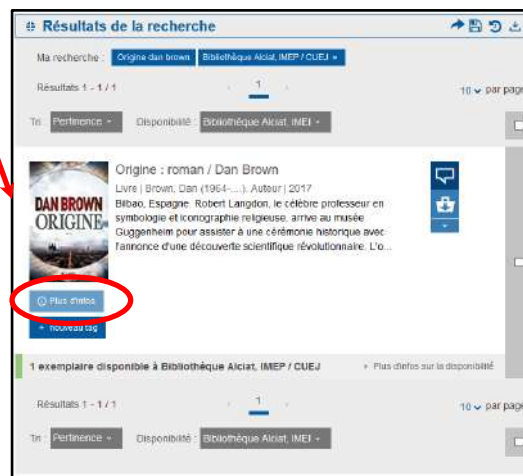 Résultats de la recherche
Ma recherche : Origine dan brown Bibliothèque Alciat, IMEP / CUEJ
Résultats 1 - 1 / 1 1 10 par page
Tri : Pertinence Disponibilité : Bibliothèque Alciat, IMEI
Origine : roman / Dan Brown
Livre | Brown, Dan (1964-....). Auteur | 2017
Bilbao, Espagne. Robert Langdon, le célèbre professeur en
symbologie et iconographie religieuse, arrive au musée
Guggenheim pour assister à une cérémonie historique avec
l'annonce d'une découverte scientifique révolutionnaire. L'o...
DAN BROWN
ORIGINE
Plus d'infos
+ nouveau tag
1 exemplaire disponible à Bibliothèque Alciat, IMEP / CUEJ Plus d'infos sur la disponibilité
Résultats 1 - 1 / 1 1 10 par page
Tri : Pertinence Disponibilité : Bibliothèque Alciat, IMEI